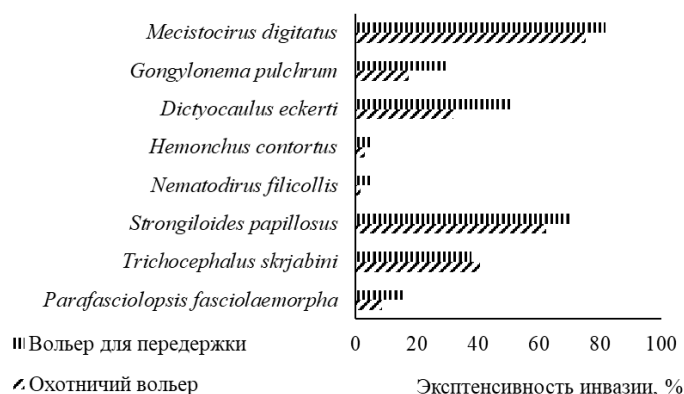 Mecistocirus digitatus
Gongylonema pulchrum
Dictyocaulus eckerti
Hemonchus contortus
Nematodirus filicollis
Strongiloides papillosus
Trichocephalus skrjabini
Parafasciolopsis fasciolaemorpha
0 20 40 60 80 100
Вольер для передержки
Охотничий вольер
Эксптенсивность инвазии, %